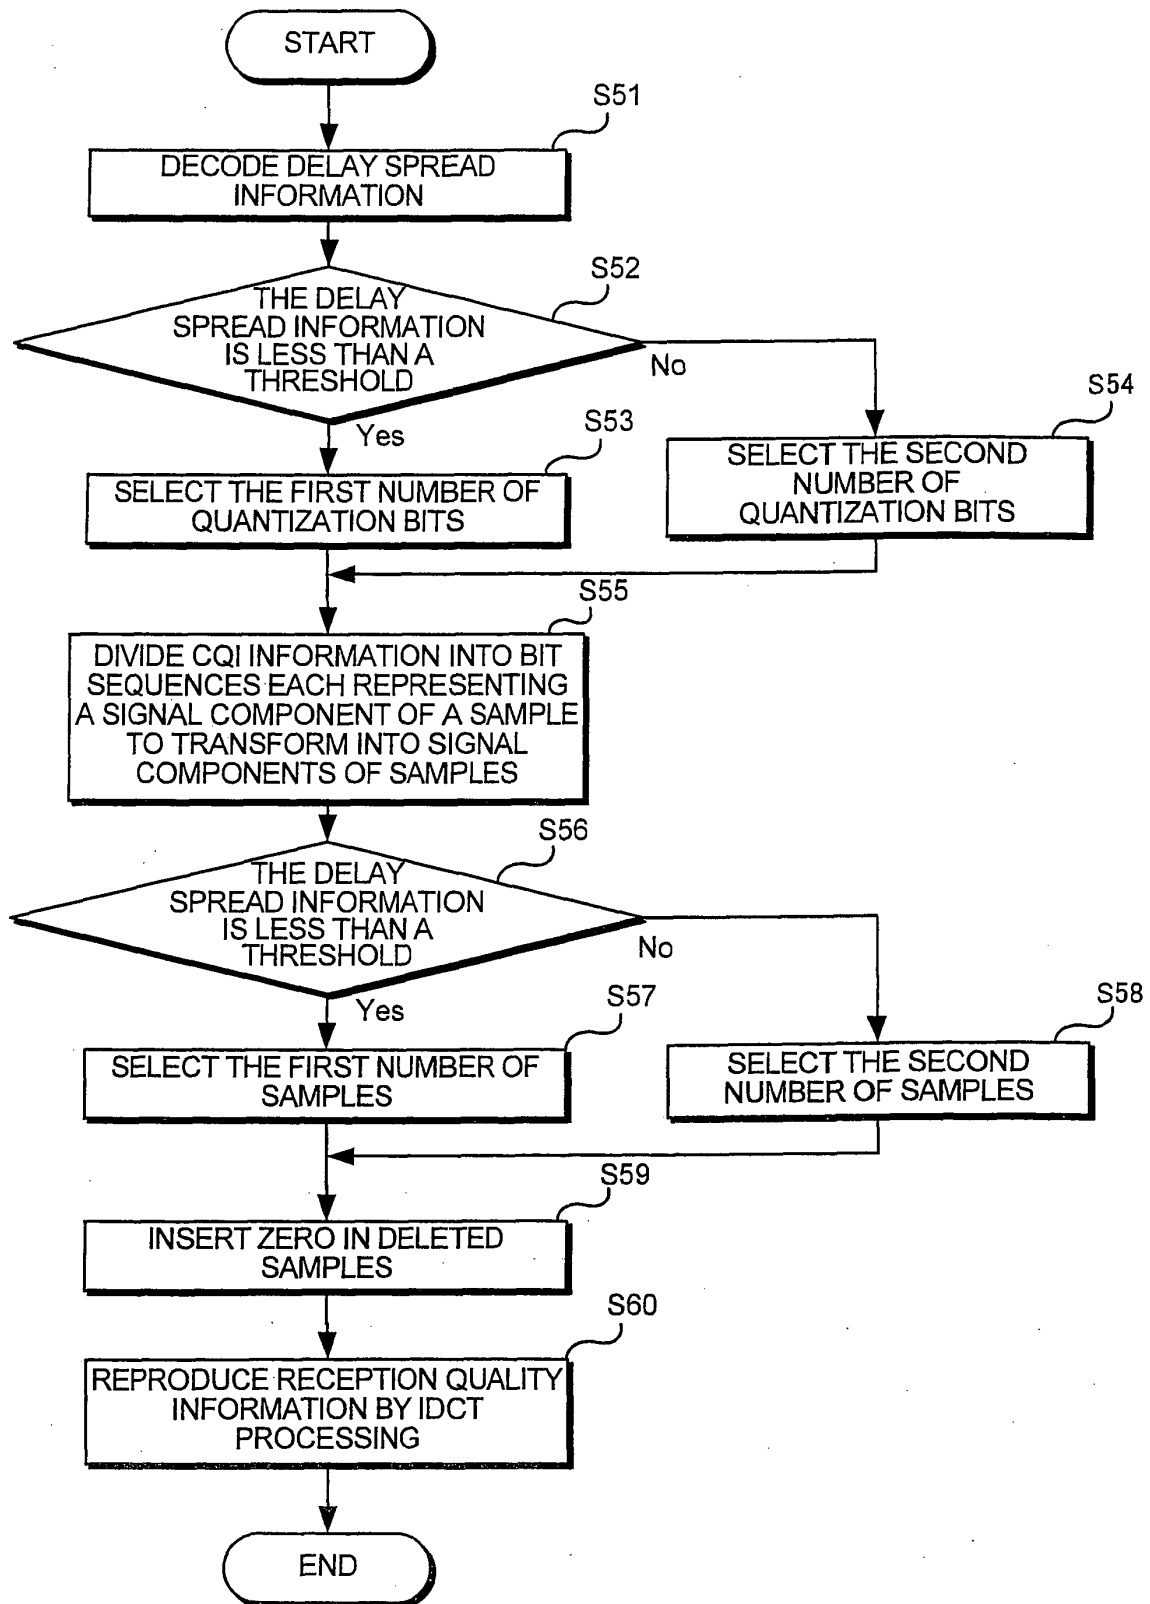 START
S51
DECODE DELAY SPREAD
INFORMATION
S52
THE DELAY
SPREAD INFORMATION
IS LESS THAN A
THRESHOLD
No
Yes
S53
SELECT THE FIRST NUMBER OF
QUANTIZATION BITS
S54
SELECT THE SECOND
NUMBER OF
QUANTIZATION BITS
S55
DIVIDE CQI INFORMATION INTO BIT
SEQUENCES EACH REPRESENTING
A SIGNAL COMPONENT OF A SAMPLE
TO TRANSFORM INTO SIGNAL
COMPONENTS OF SAMPLES
S56
THE DELAY
SPREAD INFORMATION
IS LESS THAN A
THRESHOLD
No
Yes
S57
SELECT THE FIRST NUMBER OF
SAMPLES
S58
SELECT THE SECOND
NUMBER OF SAMPLES
S59
INSERT ZERO IN DELETED
SAMPLES
S60
REPRODUCE RECEPTION QUALITY
INFORMATION BY IDCT
PROCESSING
END